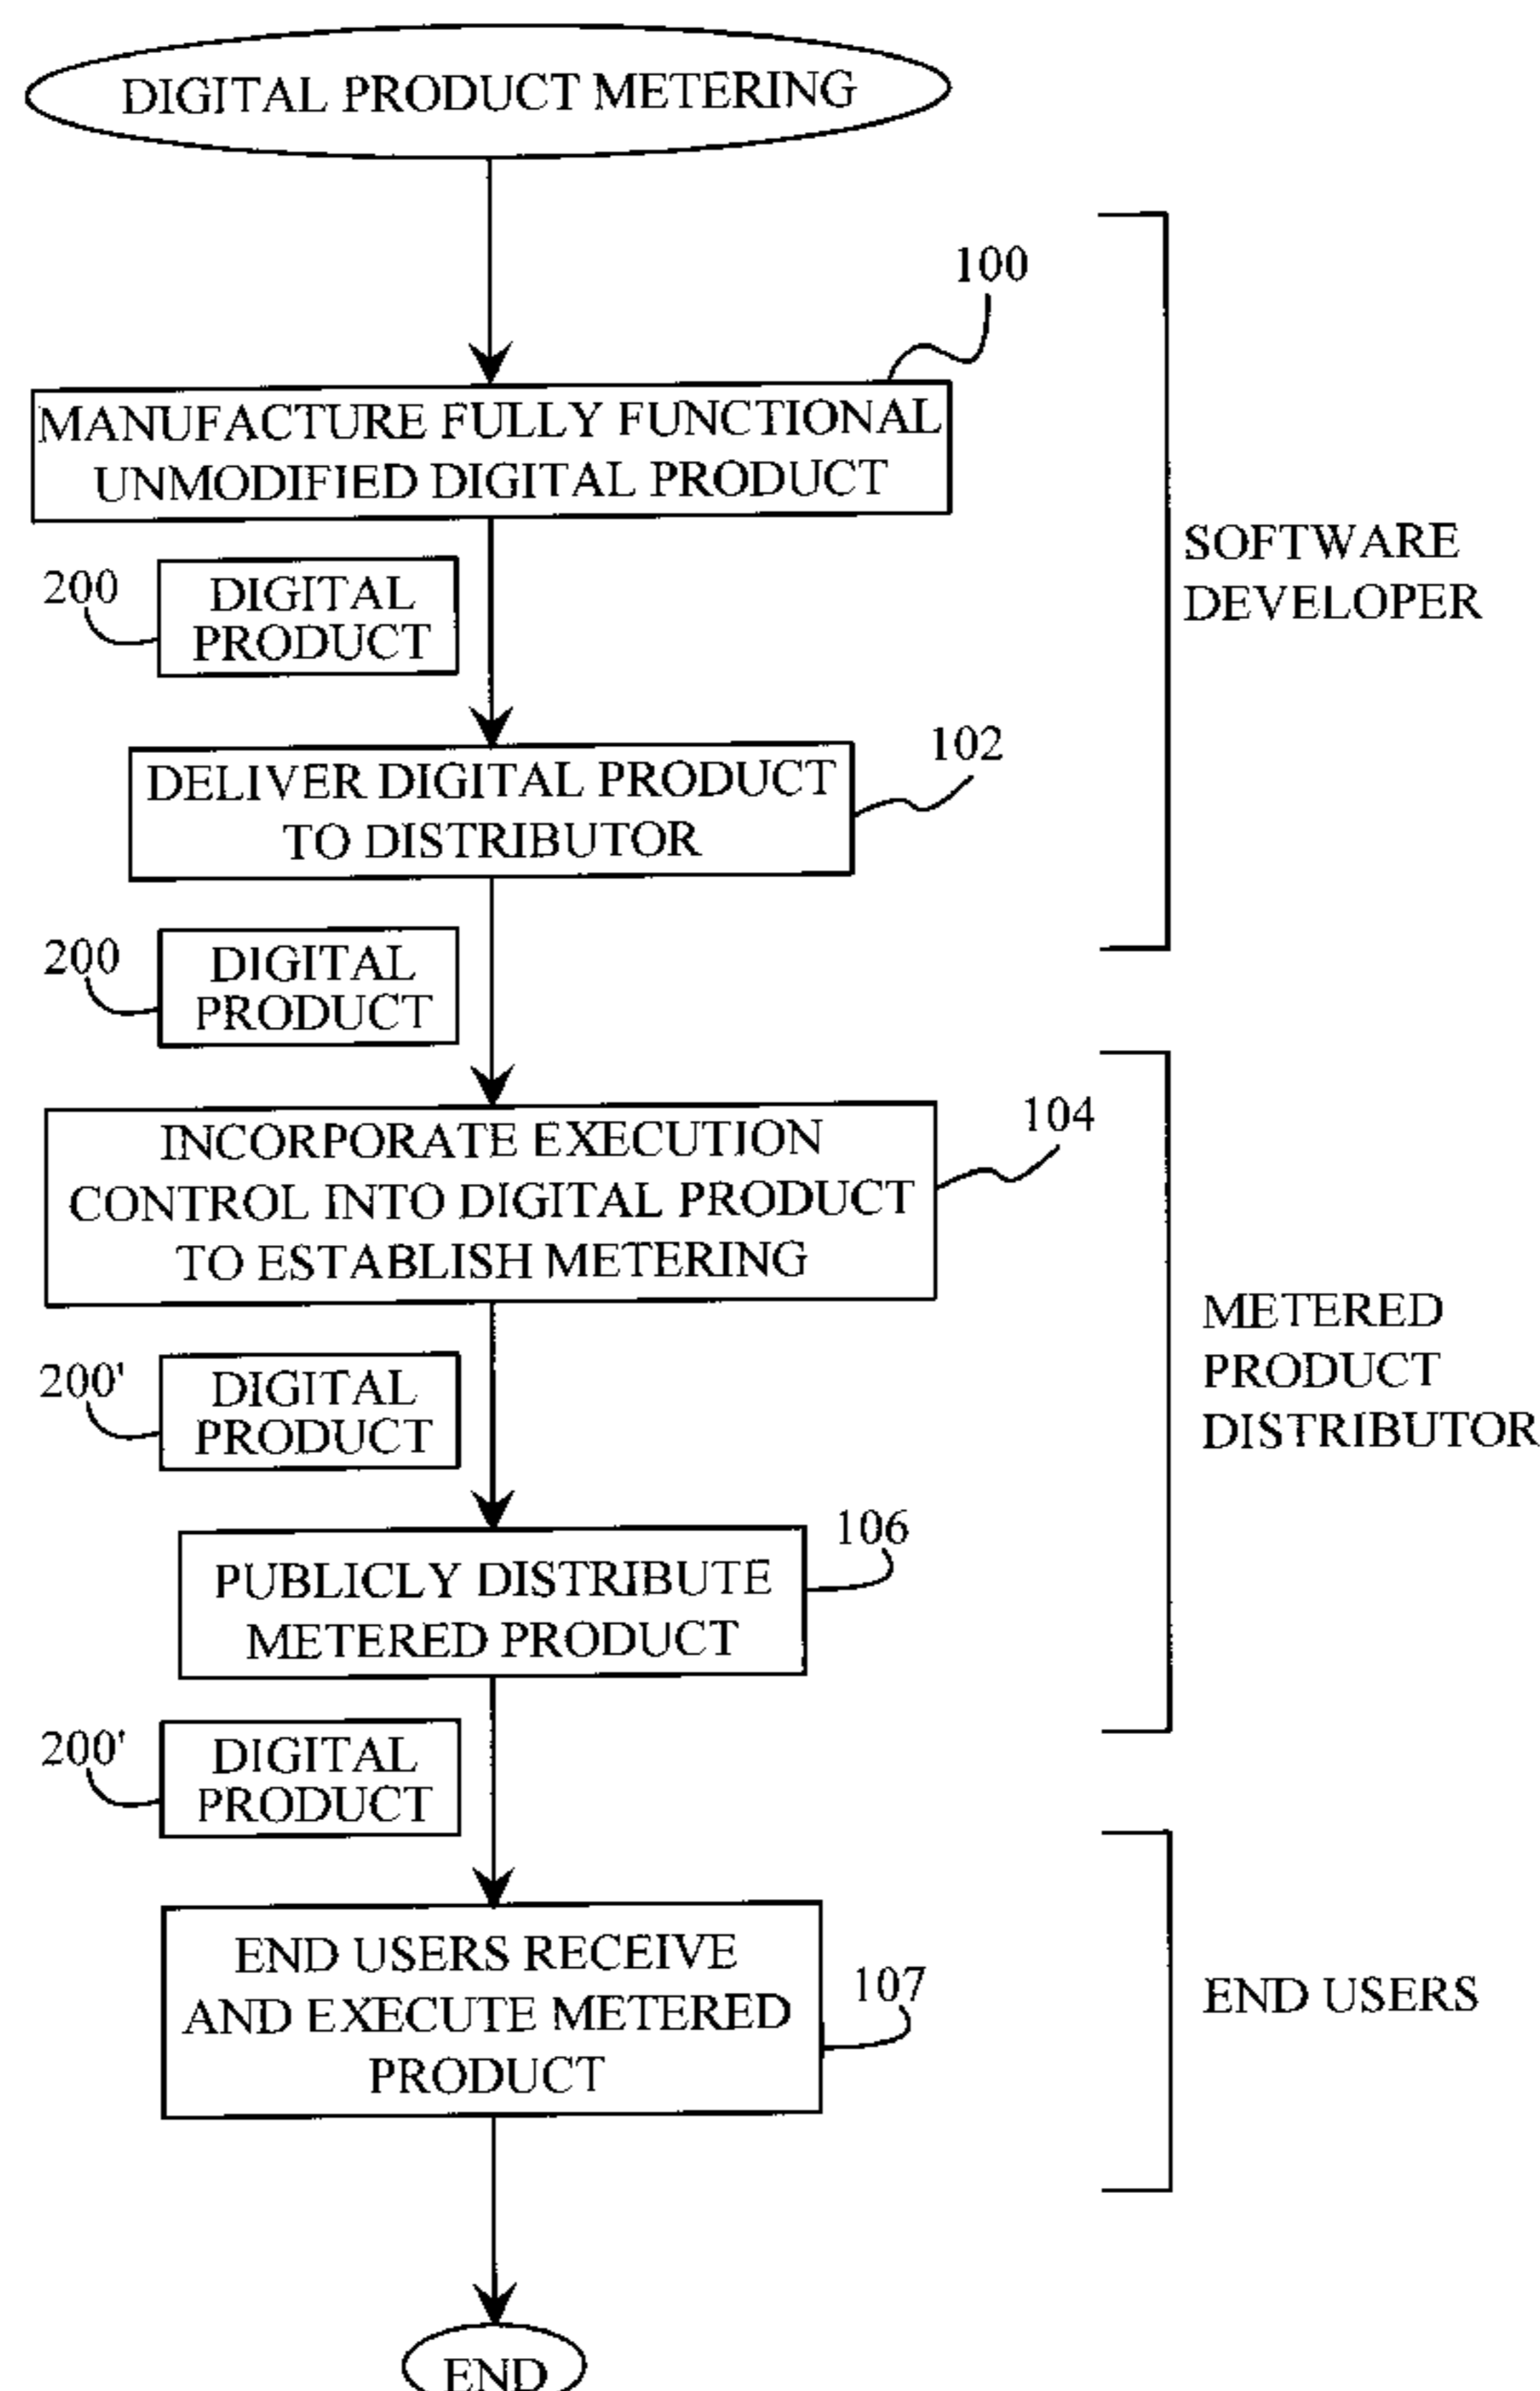 DIGITAL PRODUCT METERING
100
MANUFACTURE FULLY FUNCTIONAL
UNMODIFIED DIGITAL PRODUCT
SOFTWARE
DEVELOPER
200
DIGITAL
PRODUCT
102
DELIVER DIGITAL PRODUCT
TO DISTRIBUTOR
200
DIGITAL
PRODUCT
104
INCORPORATE EXECUTION
CONTROL INTO DIGITAL PRODUCT
TO ESTABLISH METERING
METERED
PRODUCT
DISTRIBUTOR
200'
DIGITAL
PRODUCT
106
PUBLICLY DISTRIBUTE
METERED PRODUCT
200'
DIGITAL
PRODUCT
107
END USERS RECEIVE
AND EXECUTE METERED
PRODUCT
END USERS
END